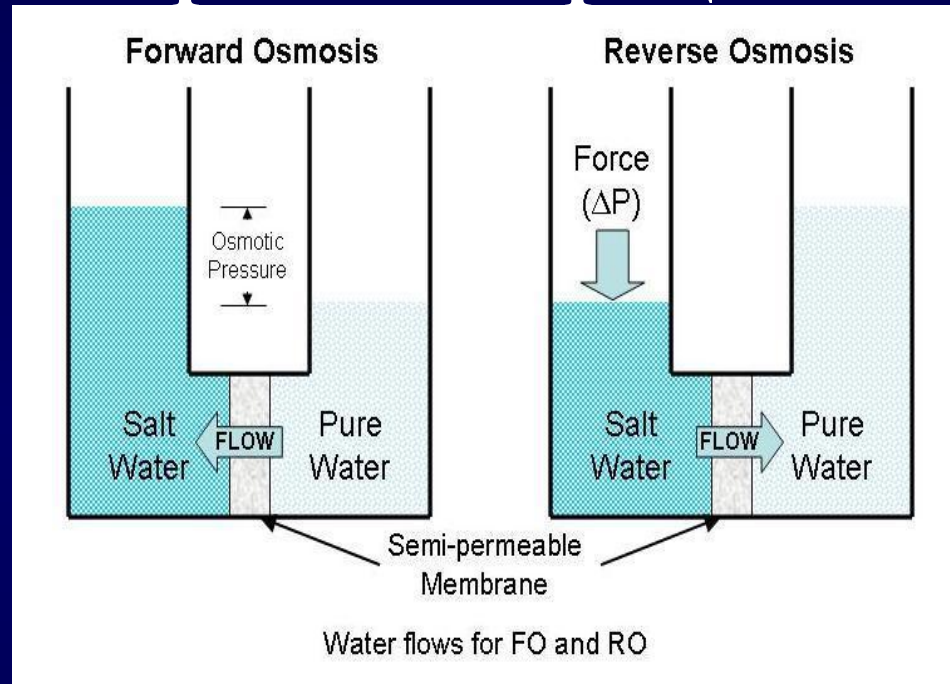 Forward Osmosis
Reverse Osmosis
Osmotic
Pressure
Force
(ΔP)
Salt
Water
FLOW
Pure
Water
Salt
Water
FLOW
Pure
Water
Semi-permeable
Membrane
Water flows for FO and RO